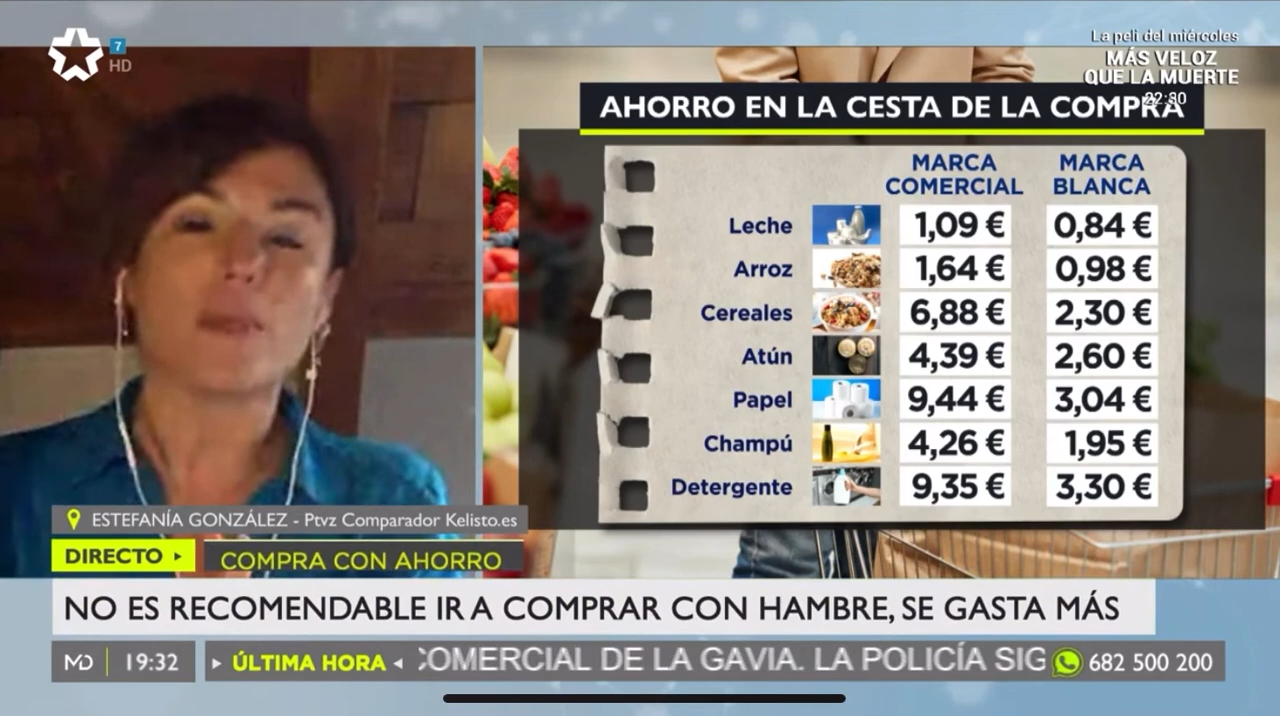 7
HD
La peli del miércoles
MÁS VELOZ
QUE LA MUERTE
22:30
AHORRO EN LA CESTA DE LA COMPRA
MARCA COMERCIAL MARCA BLANCA
Leche 1,09 € 0,84 €
Arroz 1,64 € 0,98 €
Cereales 6,88 € 2,30 €
Atún 4,39 € 2,60 €
Papel 9,44 € 3,04 €
Champú 4,26 € 1,95 €
Detergente 9,35 € 3,30 €
ESTEFANÍA GONZÁLEZ - Ptvz Comparador Kelisto.es
DIRECTO COMPRA CON AHORRO
NO ES RECOMENDABLE IR A COMPRAR CON HAMBRE, SE GASTA MÁS
MD 19:32 ÚLTIMA HORA COMERCIAL DE LA GAVIA. LA POLICÍA SIG 682 500 200